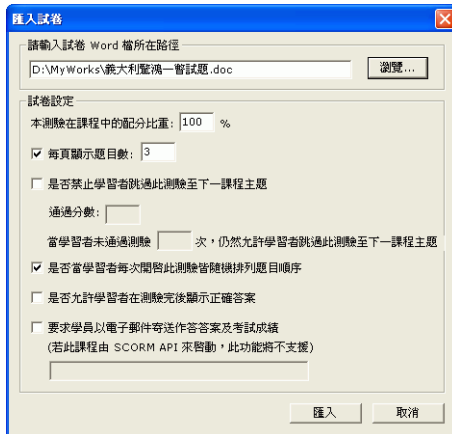 匯入試卷
請輸入試卷 Word 檔所在路徑
D:\MyWorks\義大利驚鴻一瞥試題.doc
瀏覽...
試卷設定
本測驗在課程中的配分比重: 100 %
每頁顯示題目數: 3
是否禁止學習者跳過此測驗至下一課程主題
通過分數:
當學習者未通過測驗 次，仍然允許學習者跳過此測驗至下一課程主題
是否當學習者每次開啓此測驗皆隨機排列題目順序
是否允許學習者在測驗完後顯示正確答案
要求學員以電子郵件寄送作答答案及考試成績
(若此課程由 SCORM API 來啓動，此功能將不支援)
匯入
取消